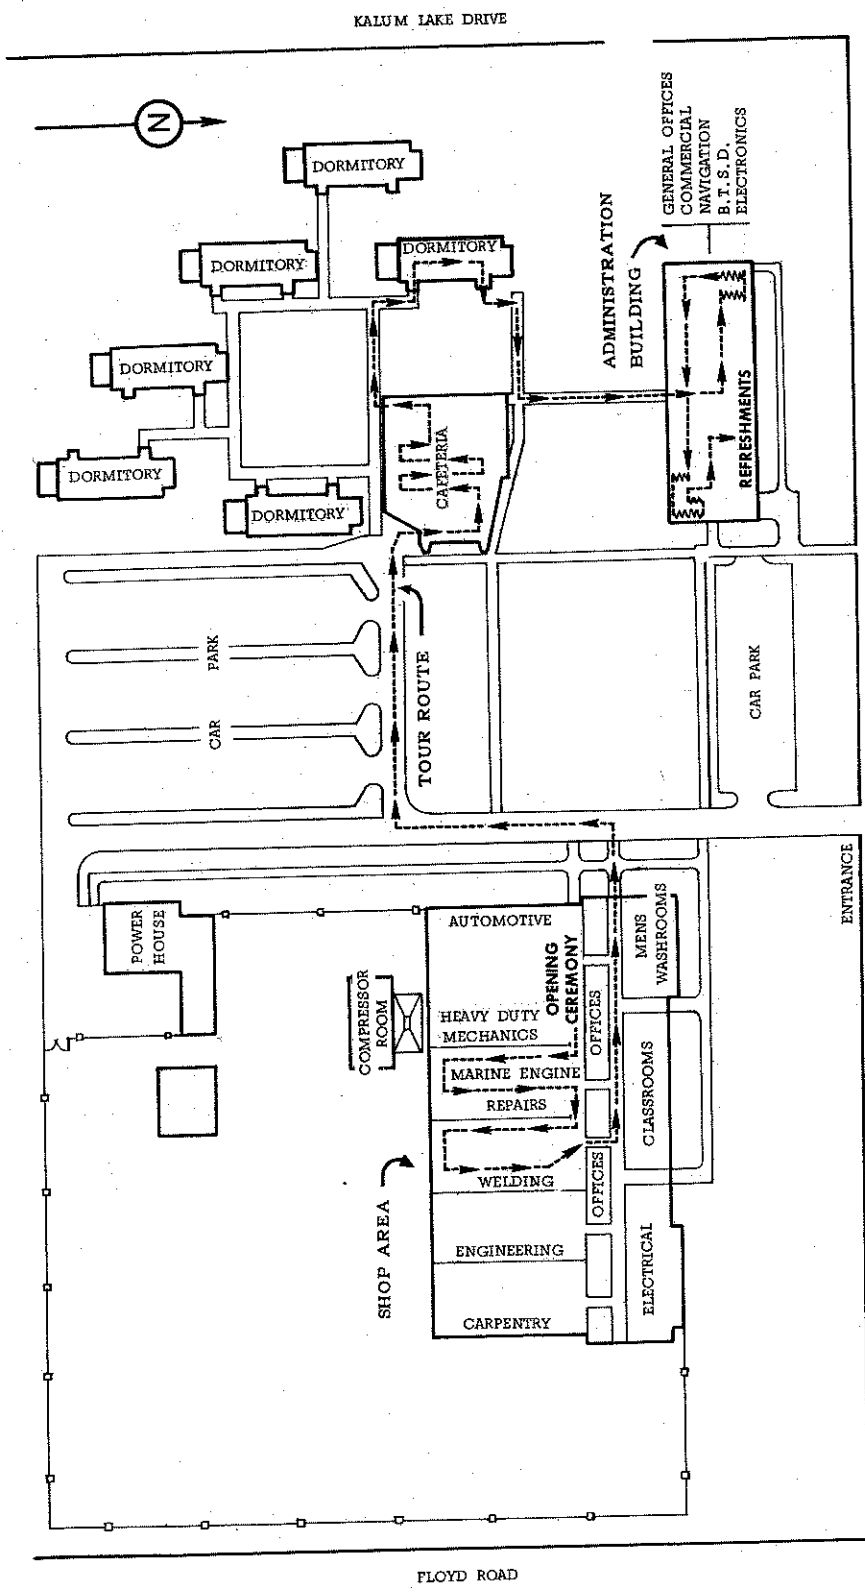 KALUM LAKE DRIVE
N
DORMITORY
DORMITORY
DORMITORY
DORMITORY
DORMITORY
DORMITORY
GENERAL OFFICES
COMMERCIAL
NAVIGATION
B.T.S.D.
ELECTRONICS
ADMINISTRATION
BUILDING
CAFETERIA
REFRESHMENTS
CAR PARK
TOUR ROUTE
CAR PARK
ENTRANCE
POWER
HOUSE
AUTOMOTIVE
OPENING
CEREMONY
MENS
WASHROOMS
COMPRESSOR
ROOM
HEAVY DUTY
MECHANICS
OFFICES
MARINE ENGINE
REPAIRS
CLASSROOMS
SHOP AREA
WELDING
OFFICES
ENGINEERING
ELECTRICAL
CARPENTRY
FLOYD ROAD